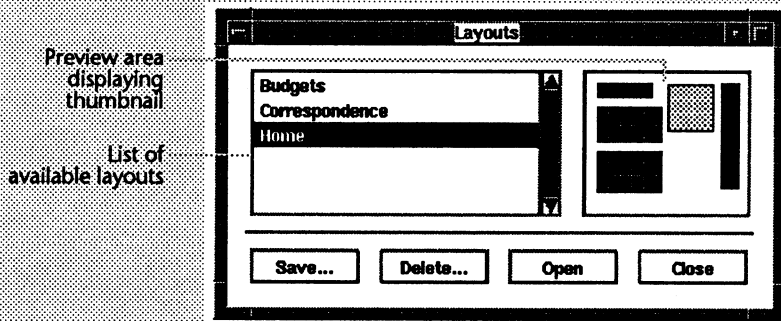 Layouts
Preview area
displaying
thumbnail
List of
available layouts
Budgets
Correspondence
Home
Save...
Delete...
Open
Close